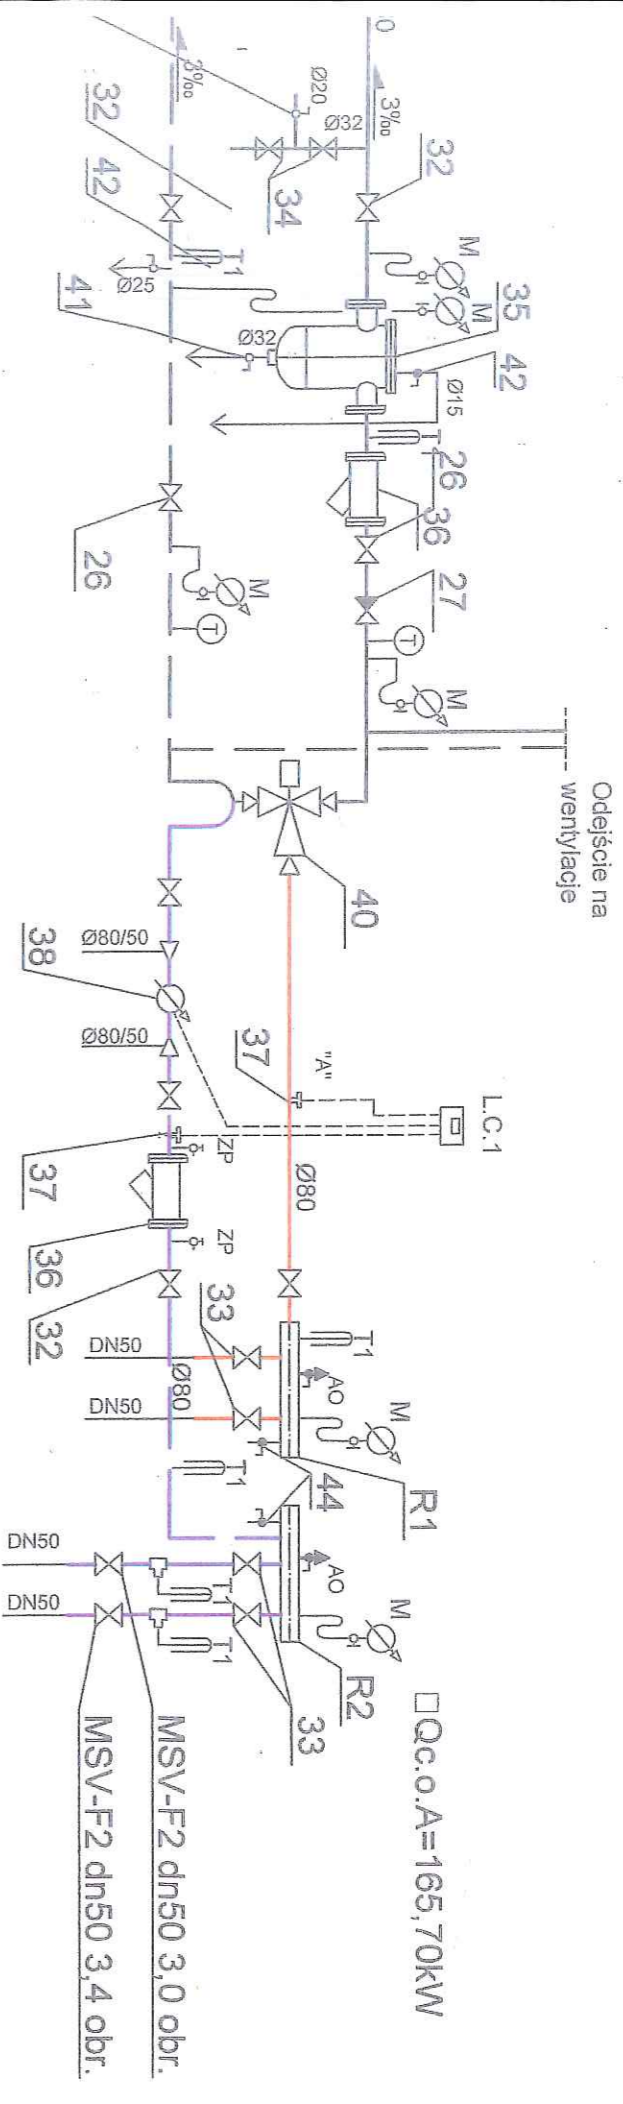 0
3‰
3‰
Ø20
Ø32
32
34
32
42
T1
Ø25
41
Ø32
M
M
35
42
Ø15
T
26
36
27
26
M
T
T
M
Odejście na
wentylacje
40
Ø80/50
38
Ø80/50
37
"A"
L.C.1
Ø80
37
ZP
36
ZP
32
33
DN50
DN50
Ø80
T1
AO
M
R1
44
T1
AO
M
R2
DN50
DN50
T1
33
□Qc.o.A=165,70kW
MSV-F2 dn50 3,0 obr.
MSV-F2 dn50 3,4 obr.